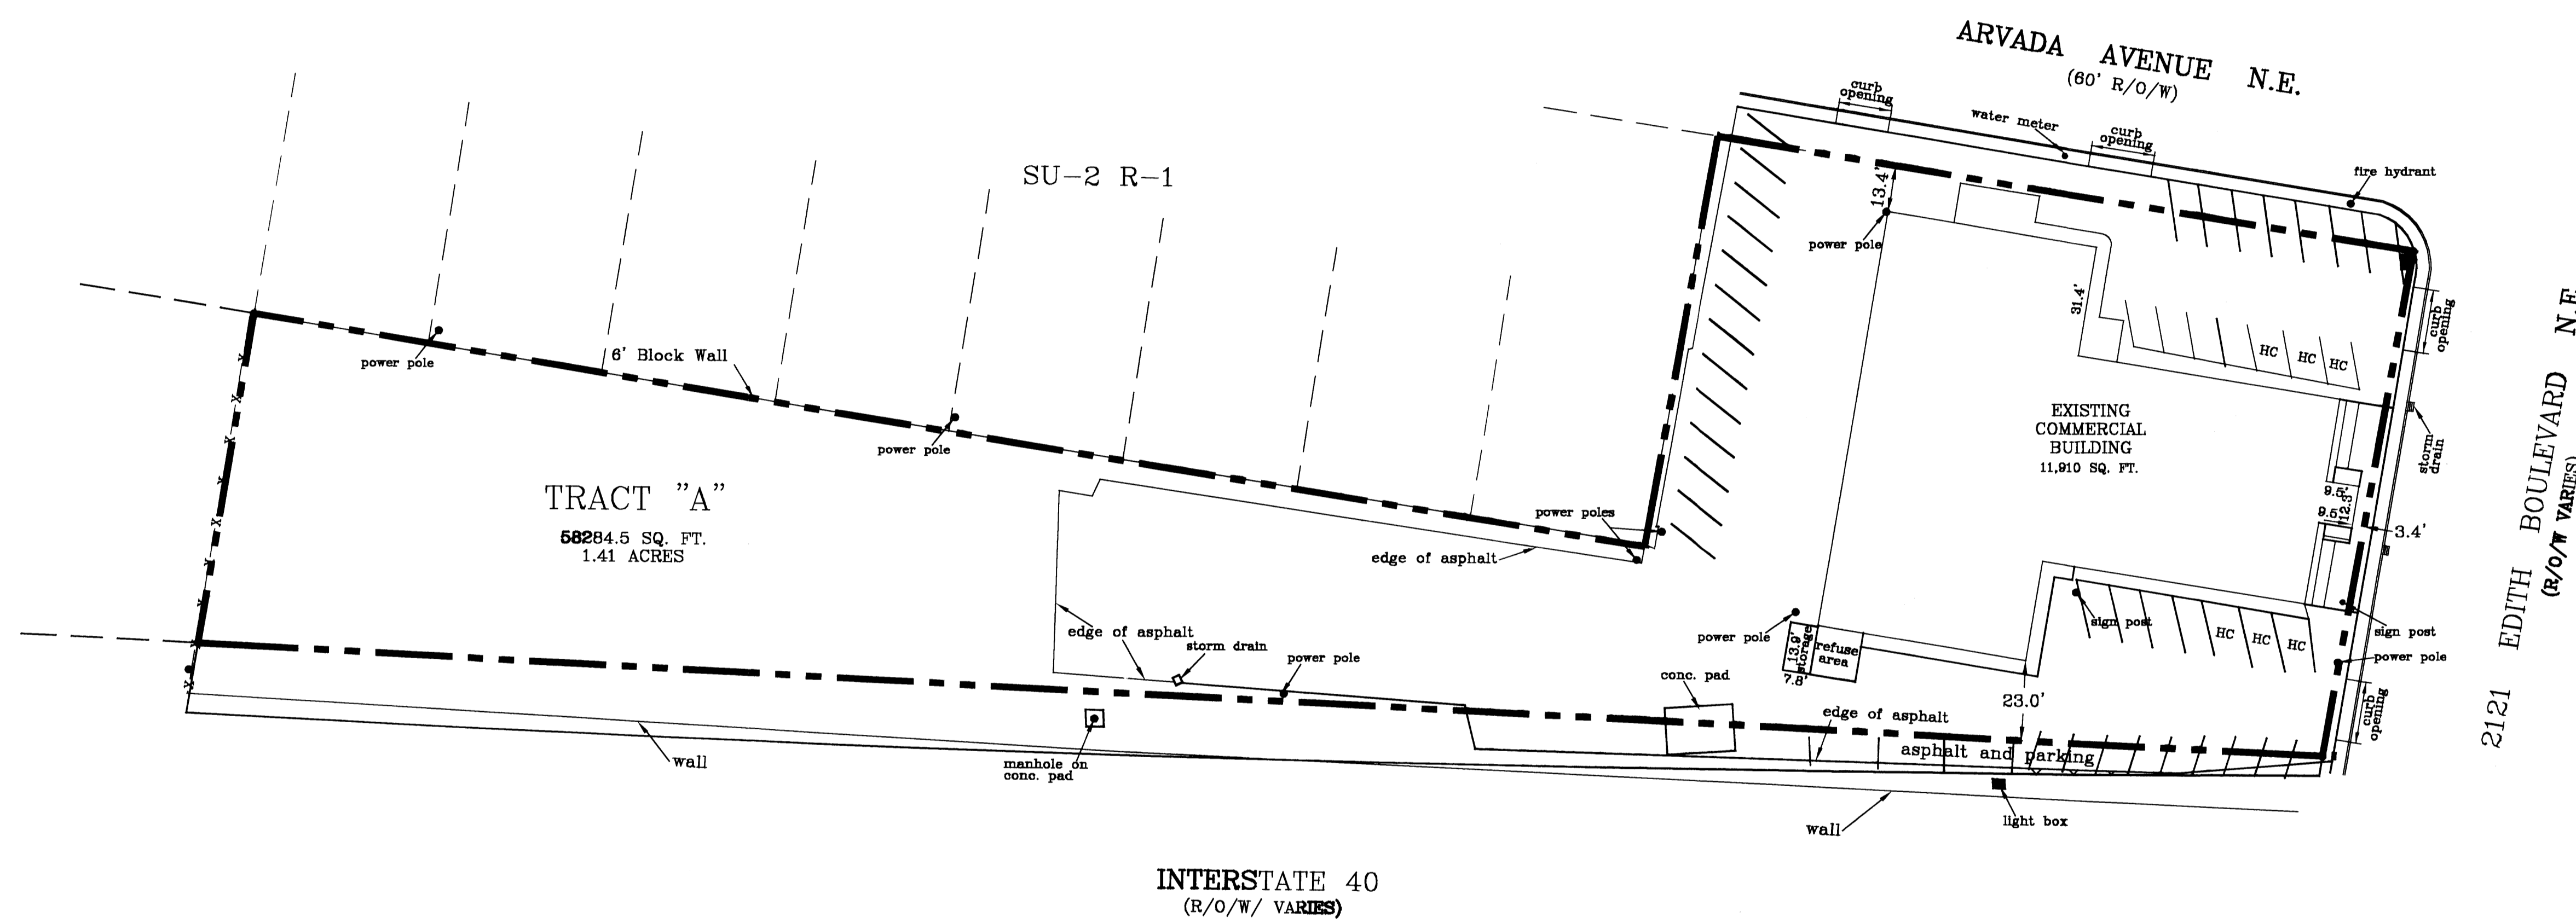 ARVADA AVENUE N.E.
(60' R/O/W)
curb
opening
water meter
curb
opening
fire hydrant
SU-2 R-1
13.4'
power pole
31.4'
curb
opening
HC HC HC
6' Block Wall
power pole
power pole
EXISTING
COMMERCIAL
BUILDING
11,910 SQ. FT.
storm
drain
TRACT "A"
58284.5 SQ. FT.
1.41 ACRES
power poles
edge of asphalt
9.5'
9.5'
12.3'
3.4'
2121 EDITH BOULEVARD N.E.
(R/O/W VARIES)
edge of asphalt
storm drain
power pole
power pole
13.9'
storage
refuse
area
7.8'
sign post
HC HC HC
sign post
power pole
conc. pad
23.0'
edge of asphalt
asphalt and parking
curb
opening
wall
manhole on
conc. pad
light box
wall
INTERSTATE 40
(R/O/W/ VARIES)